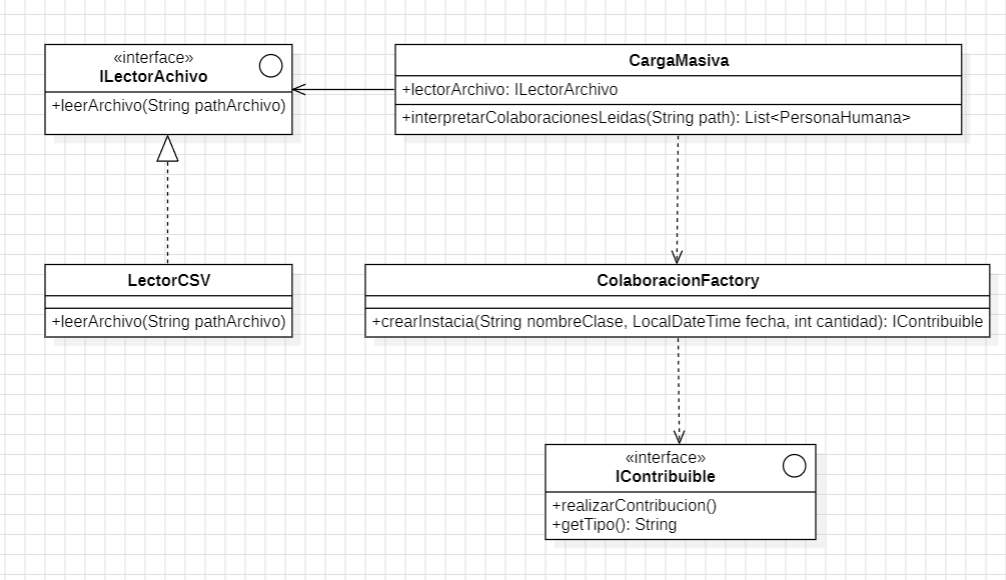 «interface»
ILectorAchivo
+leerArchivo(String pathArchivo)
CargaMasiva
+lectorArchivo: ILectorArchivo
+interpretarColaboracionesLeidas(String path): List<PersonaHumana>
LectorCSV
+leerArchivo(String pathArchivo)
ColaboracionFactory
+crearInstacia(String nombreClase, LocalDateTime fecha, int cantidad): IContribuible
«interface»
IContribuible
+realizarContribucion()
+getTipo(): String